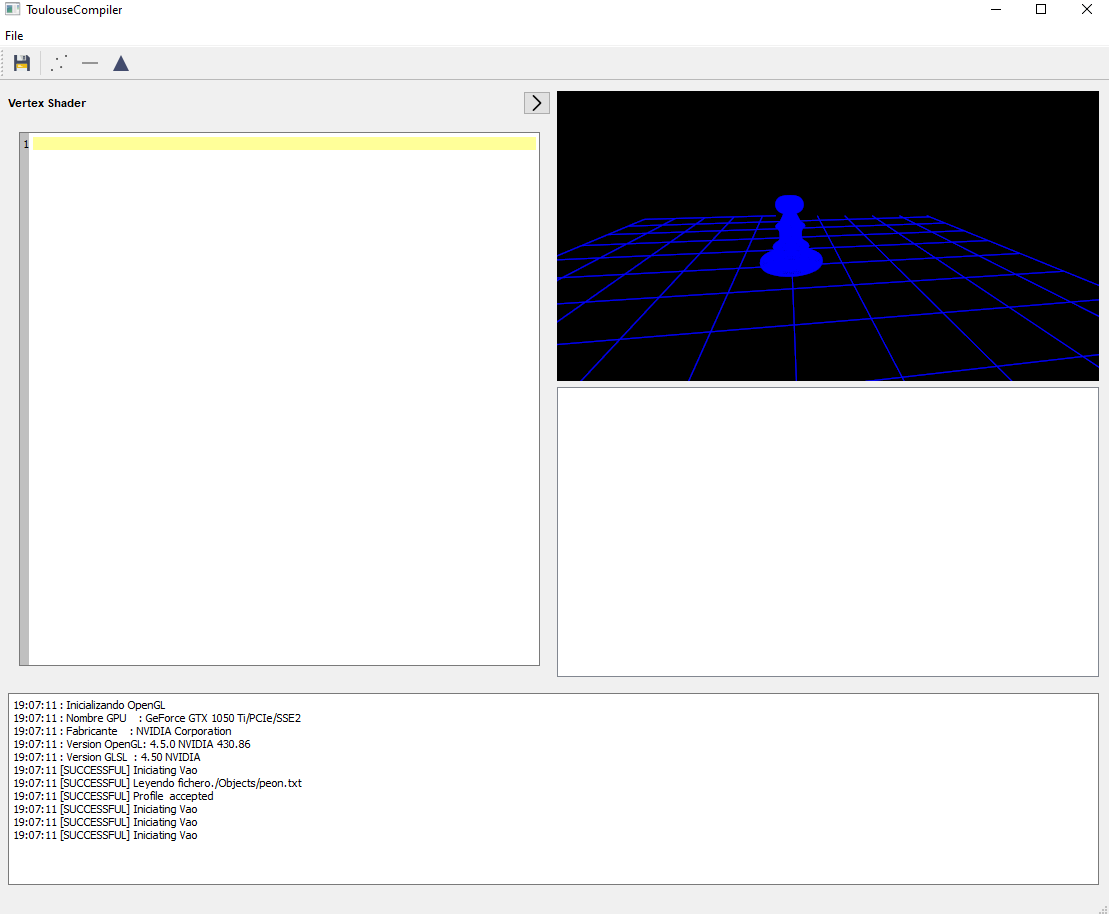 ToulouseCompiler
File
Vertex Shader
1
19:07:11 : Inicializando OpenGL
19:07:11 : Nombre GPU    : GeForce GTX 1050 Ti/PCIe/SSE2
19:07:11 : Fabricante    : NVIDIA Corporation
19:07:11 : Version OpenGL: 4.5.0 NVIDIA 430.86
19:07:11 : Version GLSL  : 4.50 NVIDIA
19:07:11 [SUCCESSFUL] Iniciating Vao
19:07:11 [SUCCESSFUL] Leyendo fichero./Objects/peon.txt
19:07:11 [SUCCESSFUL] Profile  accepted
19:07:11 [SUCCESSFUL] Iniciating Vao
19:07:11 [SUCCESSFUL] Iniciating Vao
19:07:11 [SUCCESSFUL] Iniciating Vao